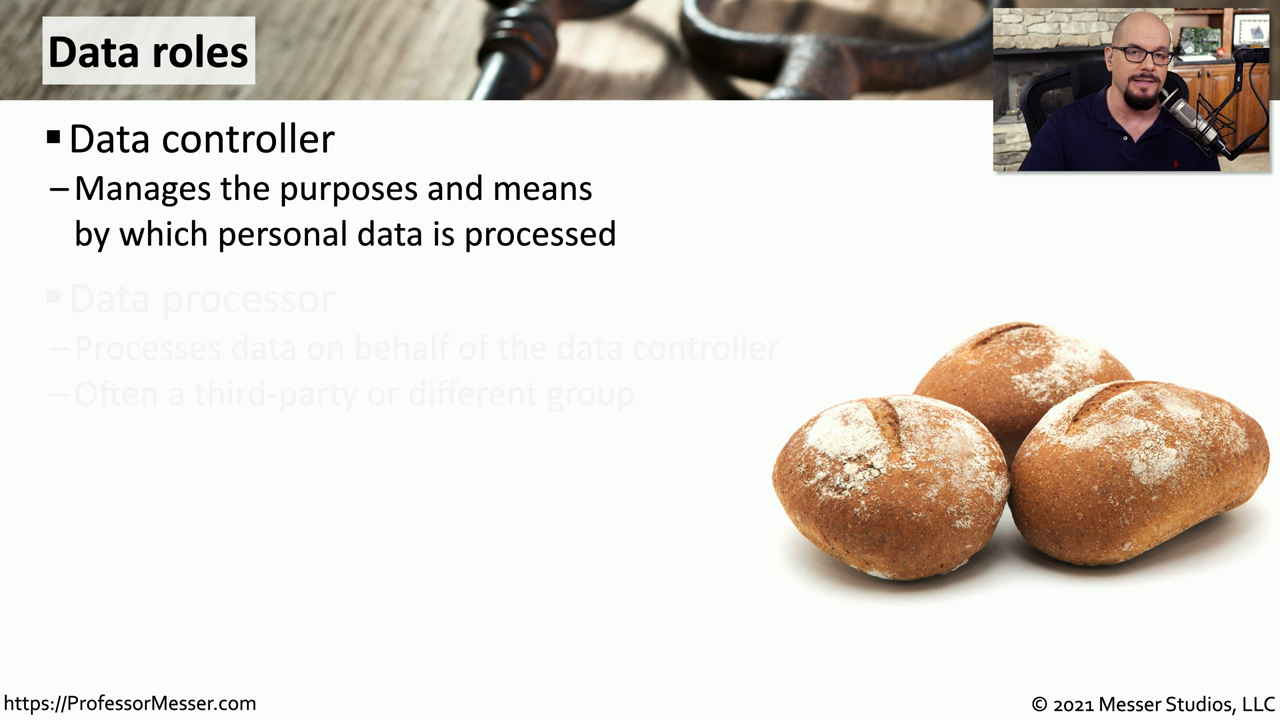 Data roles
▪ Data controller
– Manages the purposes and means
by which personal data is processed
▪ Data processor
– Processes data on behalf of the data controller
– Often a third-party or different group
https://ProfessorMesser.com
© 2021 Messer Studios, LLC